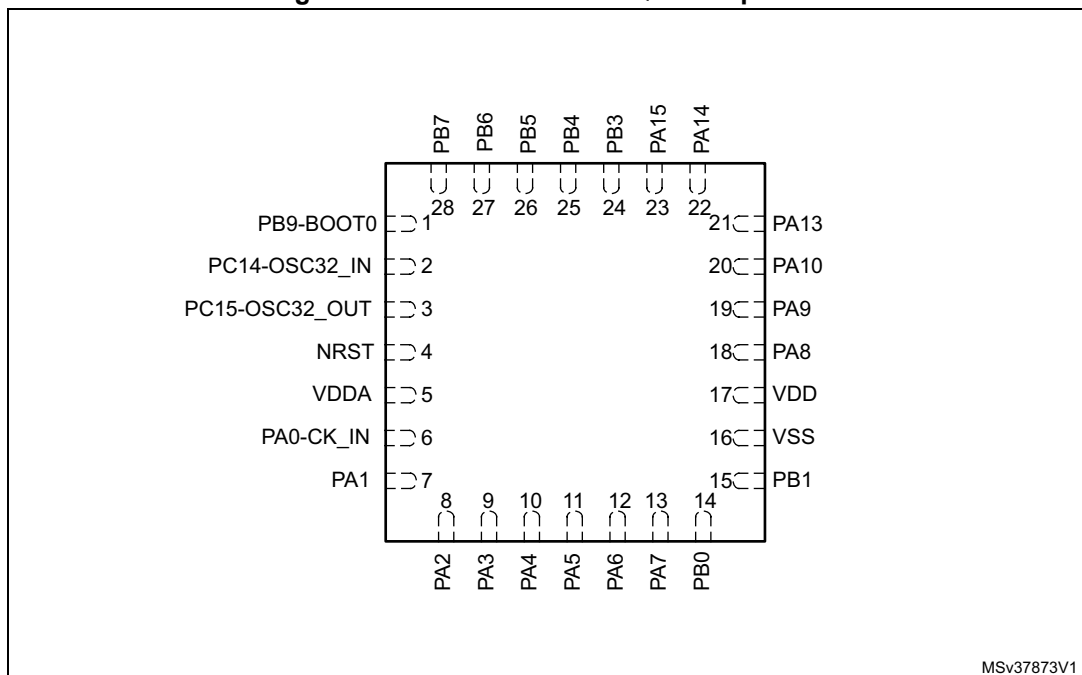 PB7 PB6 PB5 PB4 PB3 PA15 PA14
28 27 26 25 24 23 22
PB9-BOOT0 1 21 PA13
PC14-OSC32_IN 2 20 PA10
PC15-OSC32_OUT 3 19 PA9
NRST 4 18 PA8
VDDA 5 17 VDD
PA0-CK_IN 6 16 VSS
PA1 7 15 PB1
8 9 10 11 12 13 14
PA2 PA3 PA4 PA5 PA6 PA7 PB0
MSv37873V1